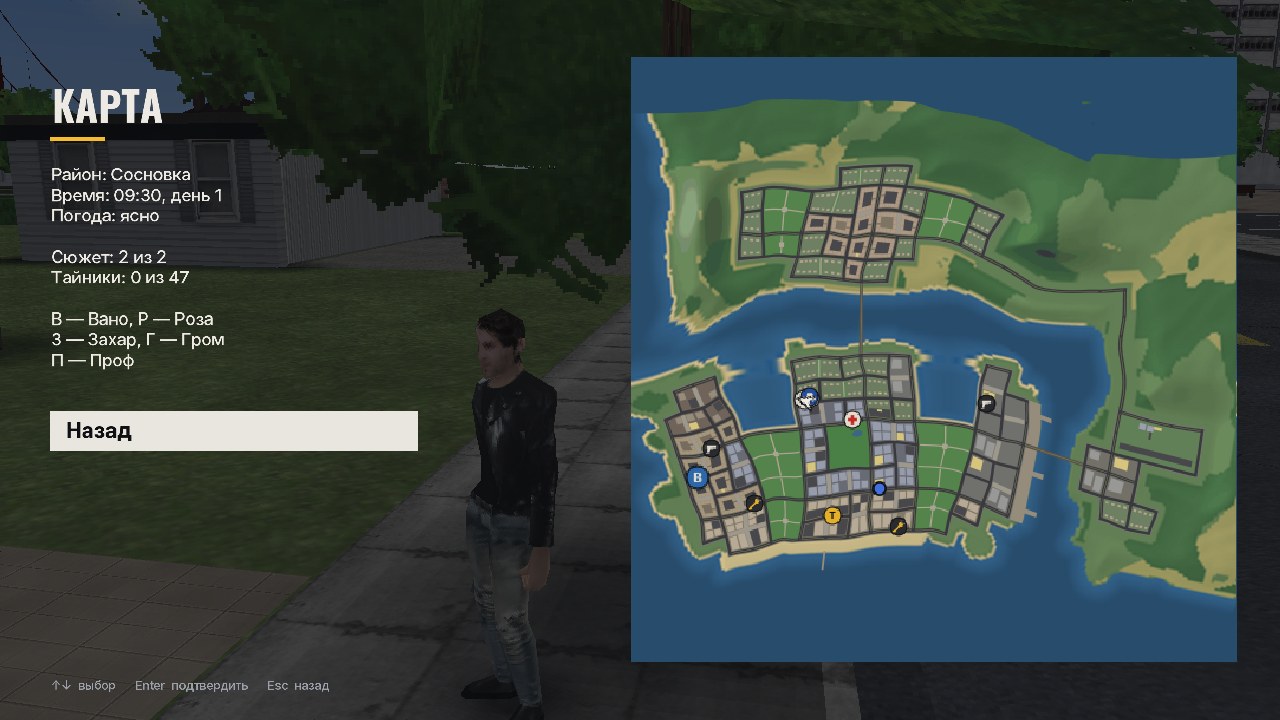 КАРТА
Район: Сосновка
Время: 09:30, день 1
Погода: ясно
Сюжет: 2 из 2
Тайники: 0 из 47
В — Вано, Р — Роза
З — Захар, Г — Гром
П — Проф
Назад
↑↓ выбор Enter подтвердить Esc назад
В
Т